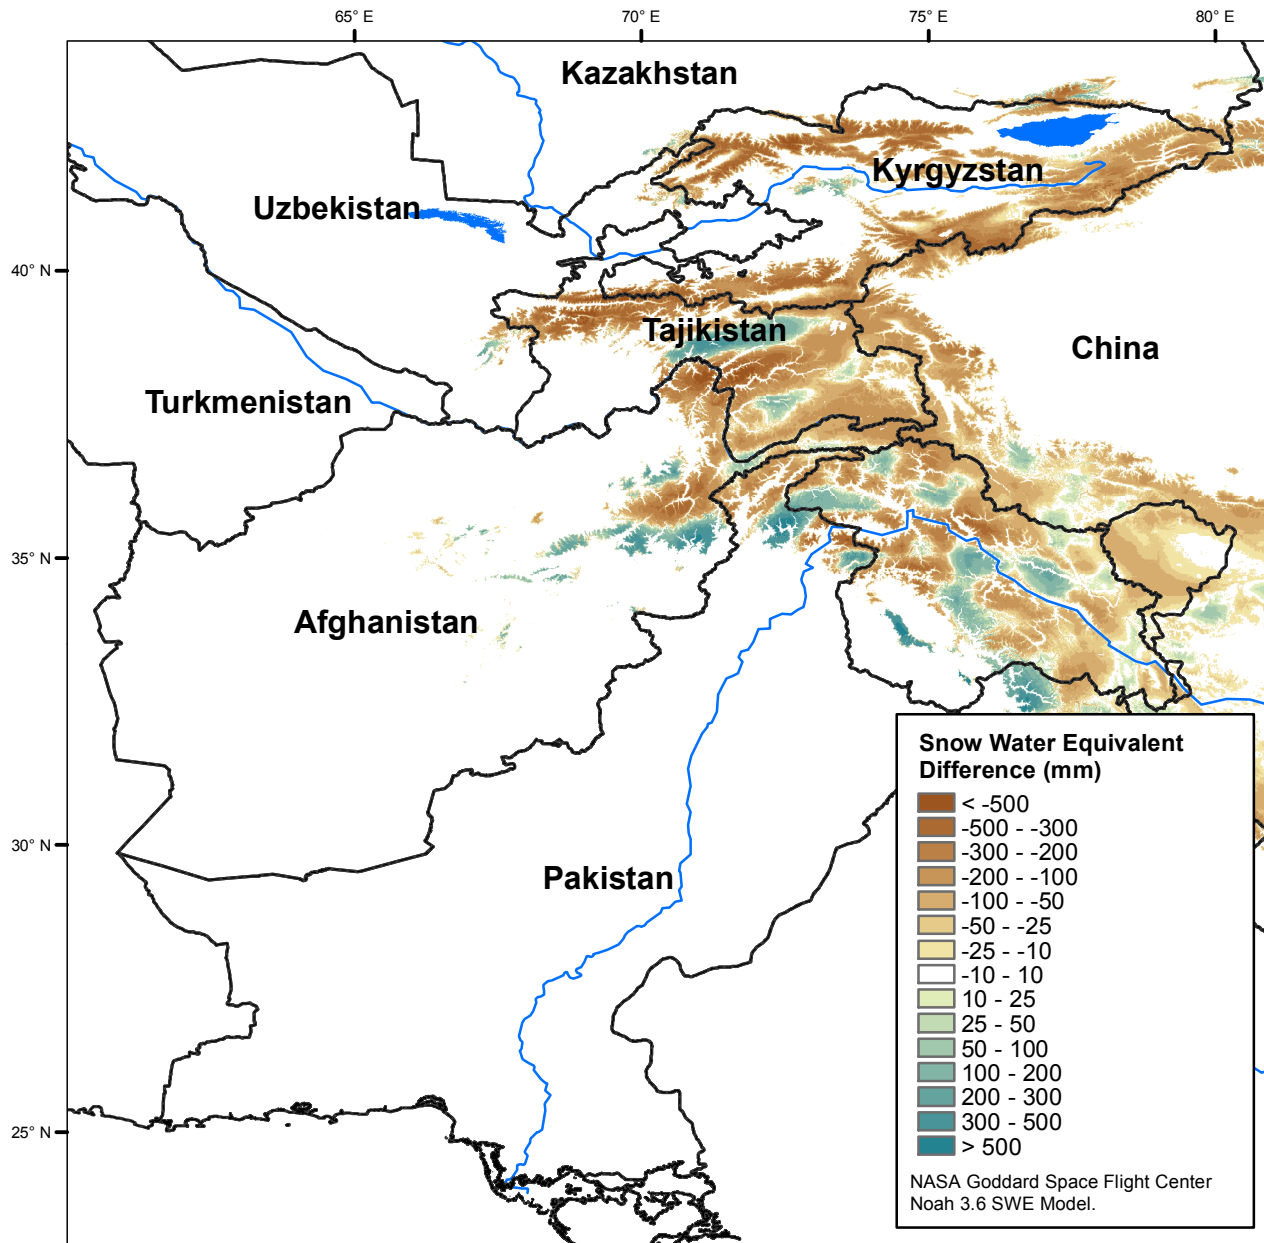 65° E
70° E
75° E
80° E
Kazakhstan
Kyrgyzstan
Uzbekistan
40° N
Tajikistan
China
Turkmenistan
35° N
Afghanistan
Snow Water Equivalent
Difference (mm)
< -500
-500 - -300
-300 - -200
-200 - -100
-100 - -50
-50 - -25
-25 - -10
-10 - 10
10 - 25
25 - 50
50 - 100
100 - 200
200 - 300
300 - 500
> 500
30° N
Pakistan
25° N
NASA Goddard Space Flight Center
Noah 3.6 SWE Model.